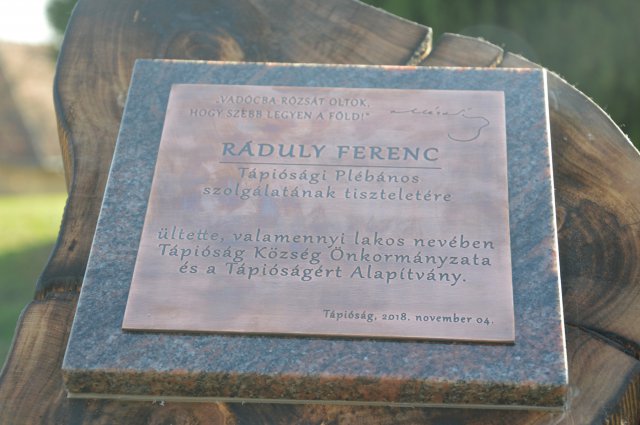 „VADÓCBA RÓZSÁT OLTOK,
HOGY SZEBB LEGYEN A FÖLD!"
RÁDULY FERENC
Tápiósági Plébános
szolgálatának tiszteletére
ültette, valamennyi lakos nevében
Tápióság Község Önkormányzata
és a Tápióságért Alapítvány.
Tápióság, 2018. november 04.